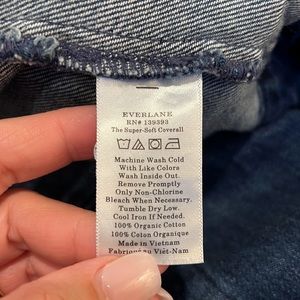 EVERLANE
RN# 139393
The Super-Soft Coverall
Machine Wash Cold
With Like Colors
Wash Inside Out.
Remove Promptly
Only Non-Chlorine
Bleach When Necessary.
Tumble Dry Low.
Cool Iron If Needed.
100% Organic Cotton
100% Coton Organique
Made in Vietnam
Fabriqué au Viêt-Nam